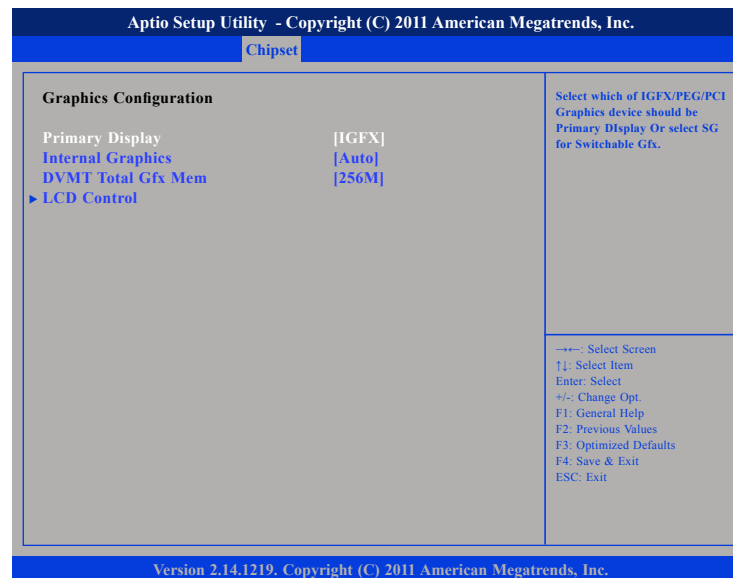 Aptio Setup Utility - Copyright (C) 2011 American Megatrends, Inc.
Chipset
Graphics Configuration
Primary Display [IGFX]
Internal Graphics [Auto]
DVMT Total Gfx Mem [256M]
▶ LCD Control
Select which of IGFX/PEG/PCI
Graphics device should be
Primary DIsplay Or select SG
for Switchable Gfx.
→←: Select Screen
↑↓: Select Item
Enter: Select
+/-: Change Opt.
F1: General Help
F2: Previous Values
F3: Optimized Defaults
F4: Save & Exit
ESC: Exit
Version 2.14.1219. Copyright (C) 2011 American Megatrends, Inc.